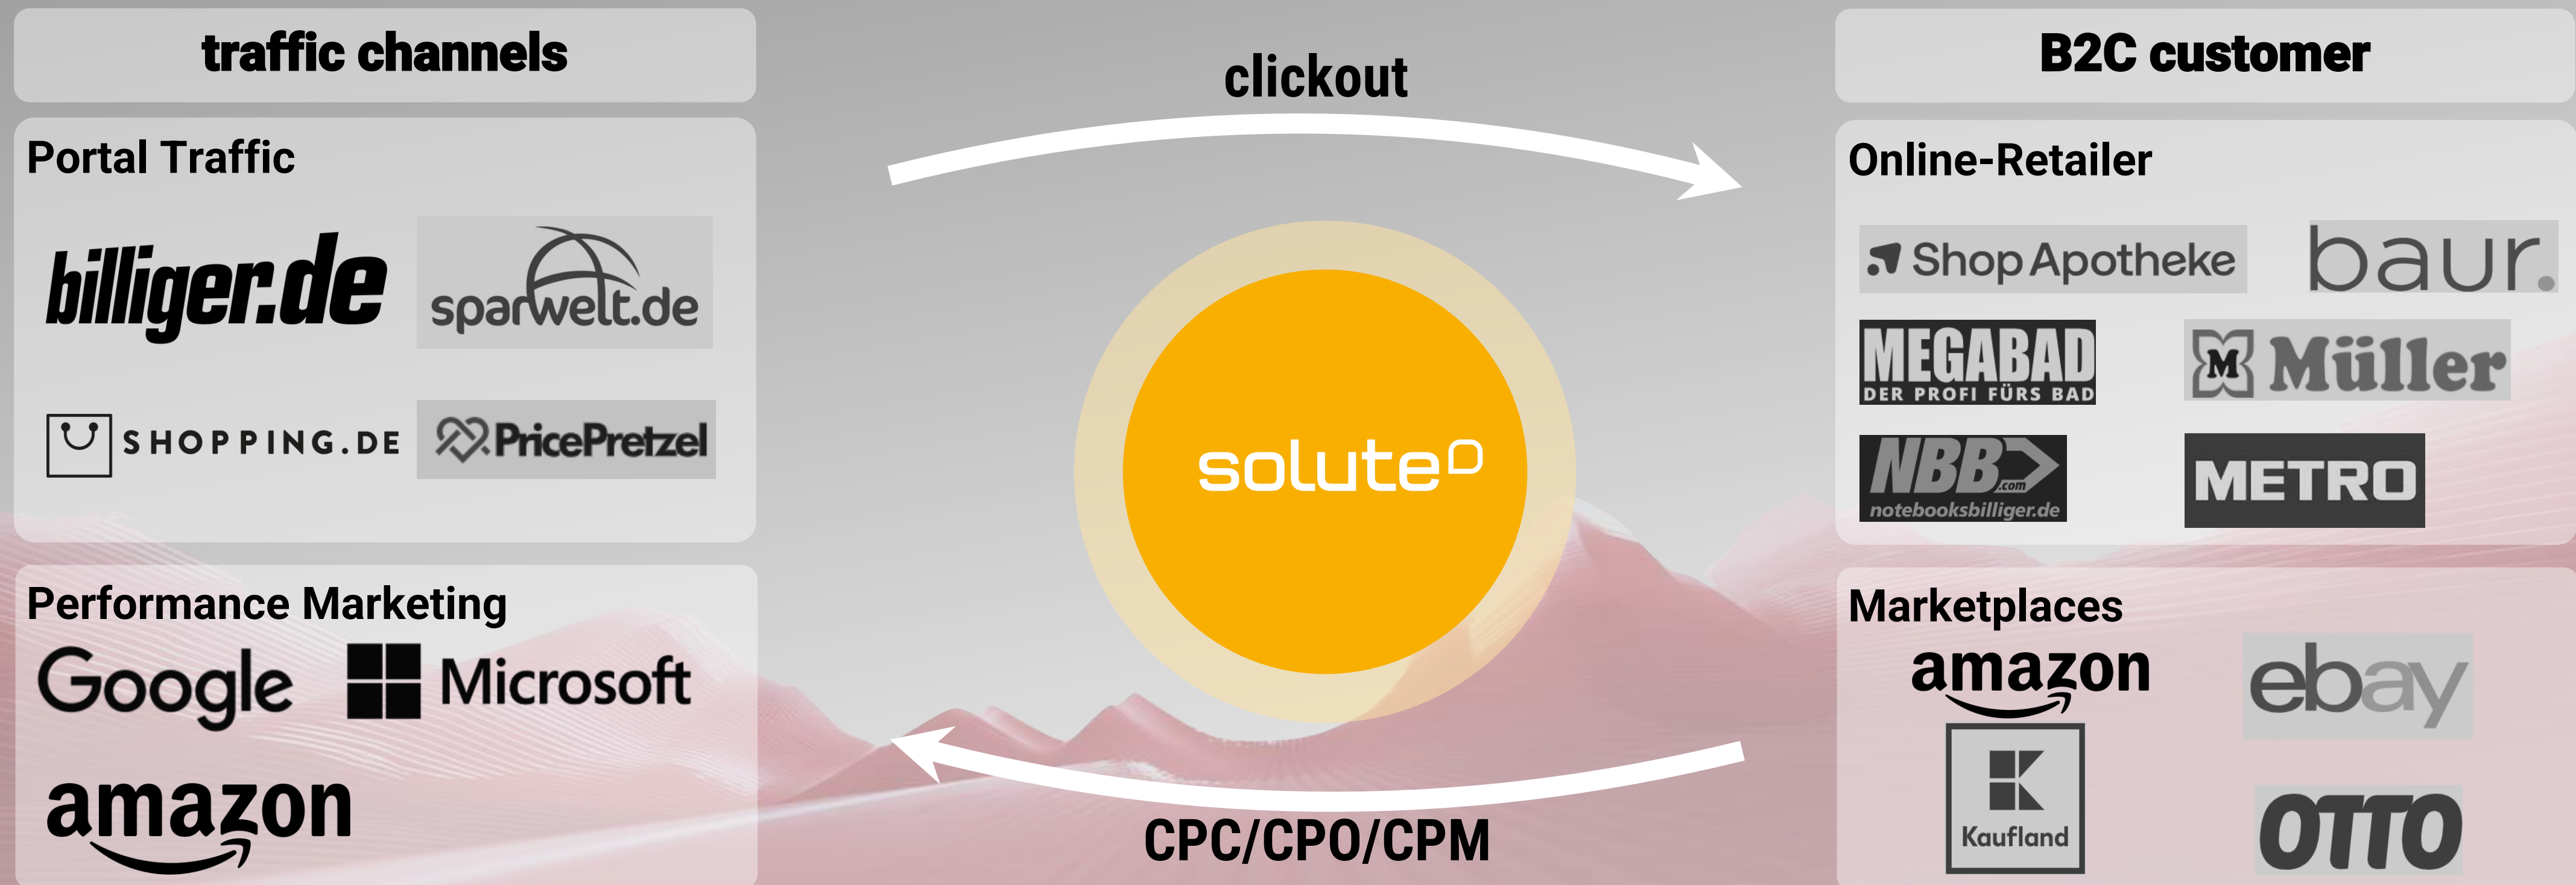 traffic channels
Portal Traffic
billiger.de
sparwelt.de
SHOPPING.DE
PricePretzel
Performance Marketing
Google
Microsoft
amazon
clickout
solute
CPC/CPO/CPM
B2C customer
Online-Retailer
Shop Apotheke
baur.
MEGABAD
DER PROFI FÜRS BAD
M Müller
NBB.com
notebooksbilliger.de
METRO
Marketplaces
amazon
ebay
K
Kaufland
OTTO